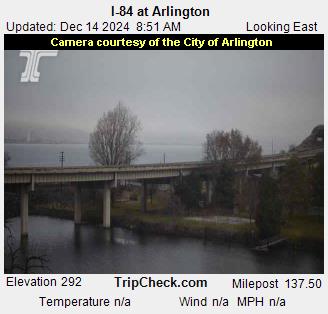 I-84 at Arlington
Updated: Dec 14 2024 8:51 AM Looking East
Camera courtesy of the City of Arlington
Elevation 292 TripCheck.com Milepost 137.50
Temperature n/a Wind n/a MPH n/a